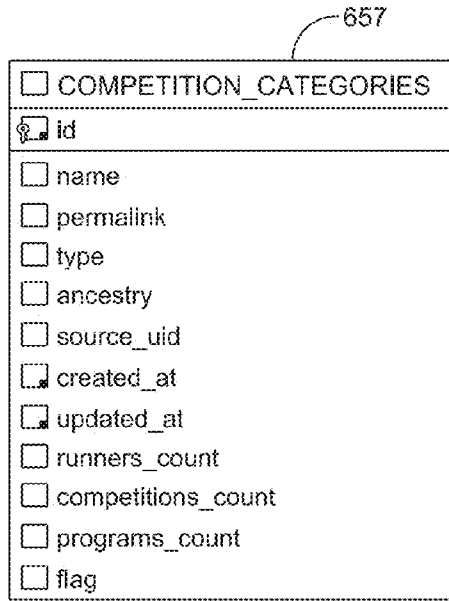 657
COMPETITION_CATEGORIES
id
name
permalink
type
ancestry
source_uid
created_at
updated_at
runners_count
competitions_count
programs_count
flag